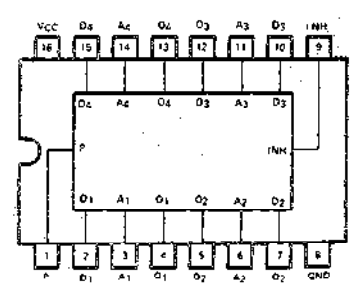 VCC D4 A4 O4 O3 A3 D3 INH
16 15 14 13 12 11 10 9
D4 A4 O4 O3 A3 D3
P INH
D1 A1 O1 O2 A2 D2
1 2 3 4 5 6 7 8
P D1 A1 O1 O2 A2 D2 GND